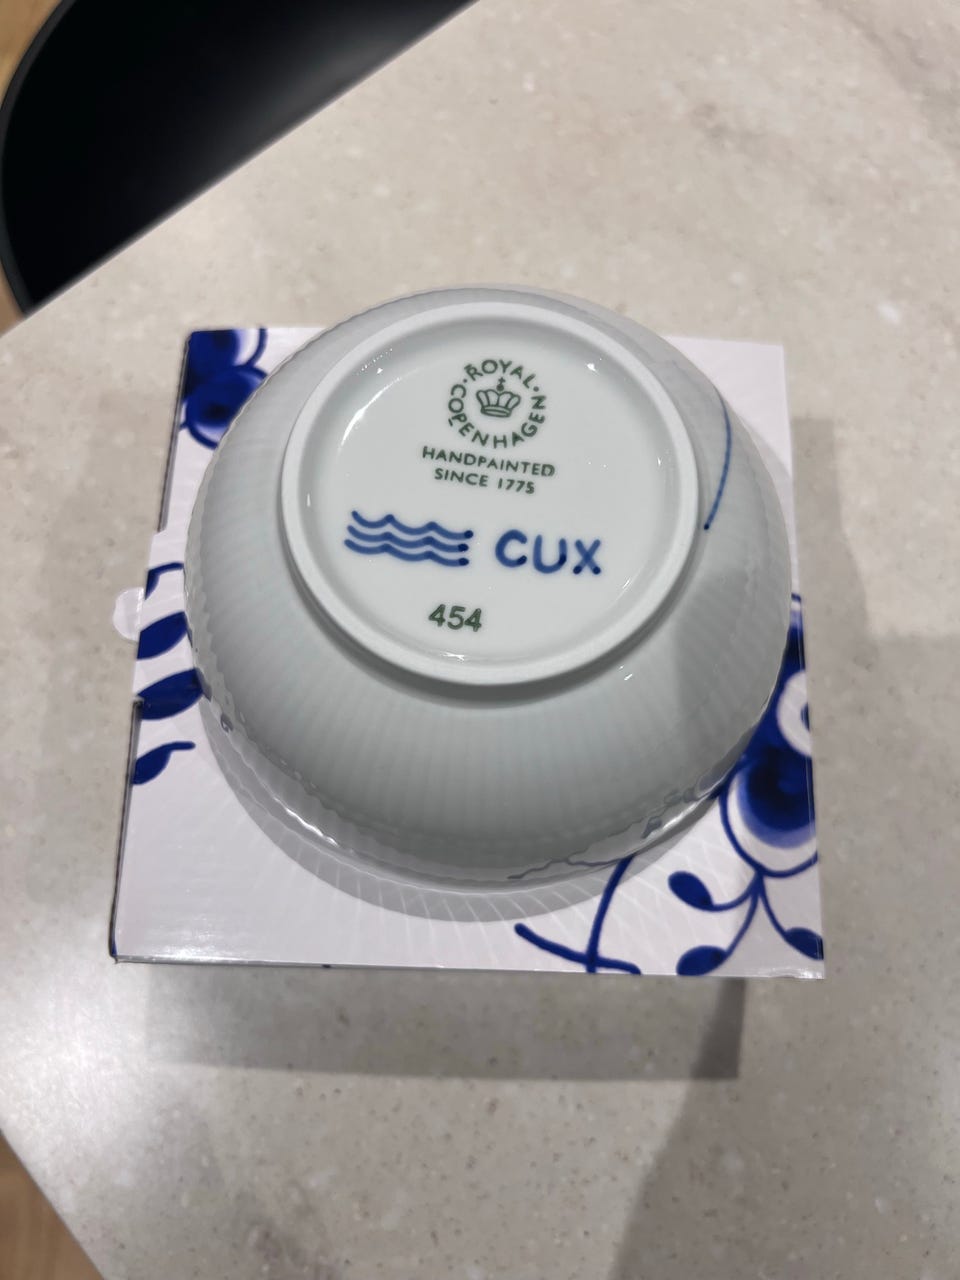 ROYAL · COPENHAGEN ·
HANDPAINTED
SINCE 1775
CUX
454